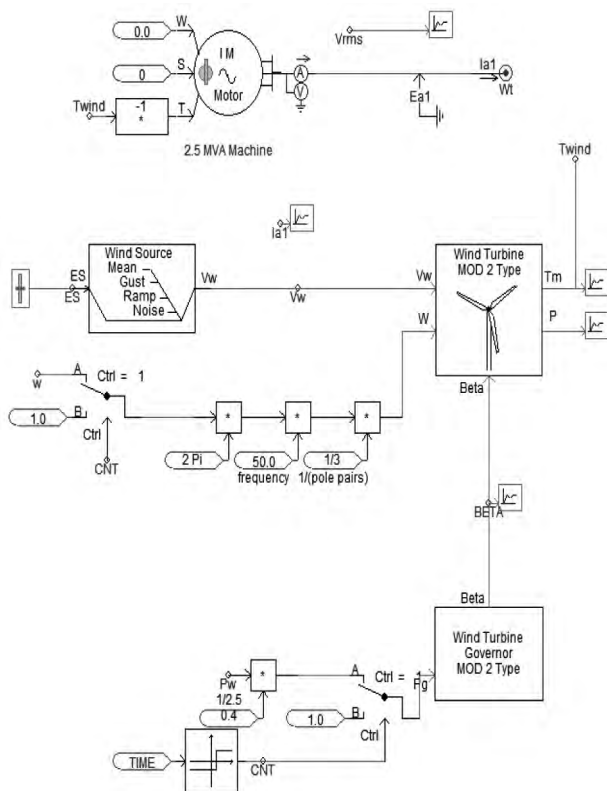 0.0
W
I M
Motor
0
S
Twind
-1
*
T
2.5 MVA Machine
Vrms
A
V
Ea1
Ia1
Wt
Twind
Ia1
ES
ES
Wind Source
Mean
Gust
Ramp
Noise
Vw
Vw
Vw
W
Wind Turbine
MOD 2 Type
Tm
P
Beta
w
A
Ctrl = 1
1.0
B
Ctrl
CNT
*
*
*
2 Pi
50.0
frequency
1/3
1/(pole pairs)
BETA
Beta
Wind Turbine
Governor
MOD 2 Type
Pw
*
1/2.5
0.4
A
Ctrl = 1
Pg
1.0
B
Ctrl
TIME
CNT